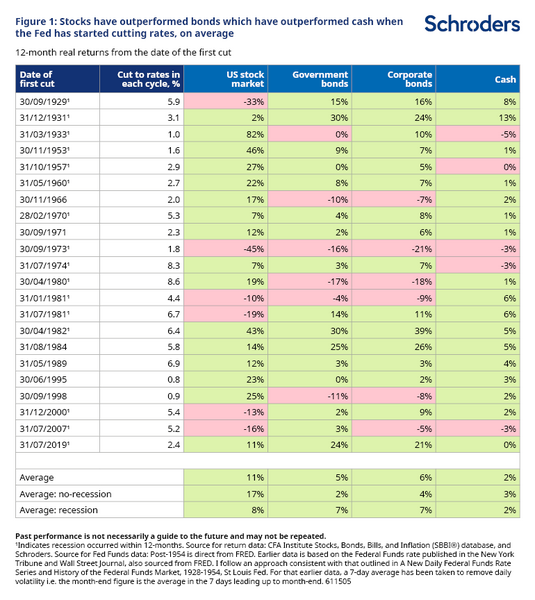 Figure 1: Stocks have outperformed bonds which have outperformed cash when
the Fed has started cutting rates, on average
Schroders
12-month real returns from the date of the first cut
Date of first cut Cut to rates in each cycle, % US stock market Government bonds Corporate bonds Cash
30/09/1929¹ 5.9 -33% 15% 16% 8%
31/12/1931¹ 3.1 2% 30% 24% 13%
31/03/1933¹ 1.0 82% 0% 10% -5%
30/11/1953¹ 1.6 46% 9% 7% 1%
31/10/1957¹ 2.9 27% 0% 5% 0%
31/05/1960¹ 2.7 22% 8% 7% 1%
30/11/1966 2.0 17% -10% -7% 2%
28/02/1970¹ 5.3 7% 4% 8% 1%
30/09/1971 2.3 12% 2% 6% 1%
30/09/1973¹ 1.8 -45% -16% -21% -3%
31/07/1974¹ 8.3 7% 3% 7% -3%
30/04/1980¹ 8.6 19% -17% -18% 1%
31/01/1981¹ 4.4 -10% -4% -9% 6%
31/07/1981¹ 6.7 -19% 14% 11% 6%
30/04/1982¹ 6.4 43% 30% 39% 5%
31/08/1984 5.8 14% 25% 26% 5%
31/05/1989 6.9 12% 3% 3% 4%
30/06/1995 0.8 23% 0% 2% 3%
30/09/1998 0.9 25% -11% -8% 2%
31/12/2000¹ 5.4 -13% 2% 9% 2%
31/07/2007¹ 5.2 -16% 3% -5% -3%
31/07/2019¹ 2.4 11% 24% 21% 0%
Average 11% 5% 6% 2%
Average: no-recession 17% 2% 4% 3%
Average: recession 8% 7% 7% 2%
Past performance is not necessarily a guide to the future and may not be repeated.
¹Indicates recession occurred within 12-months. Source for return data: CFA Institute Stocks, Bonds, Bills, and Inflation (SBBI®) database, and
Schroders. Source for Fed Funds data: Post-1954 is direct from FRED. Earlier data is based on the Federal Funds rate published in the New York
Tribune and Wall Street Journal, also sourced from FRED. I follow an approach consistent with that outlined in A New Daily Federal Funds Rate
Series and History of the Federal Funds Market, 1928-1954, St Louis Fed. For that earlier data, a 7-day average has been taken to remove daily
volatility i.e. the month-end figure is the average in the 7 days leading up to month-end. 611505